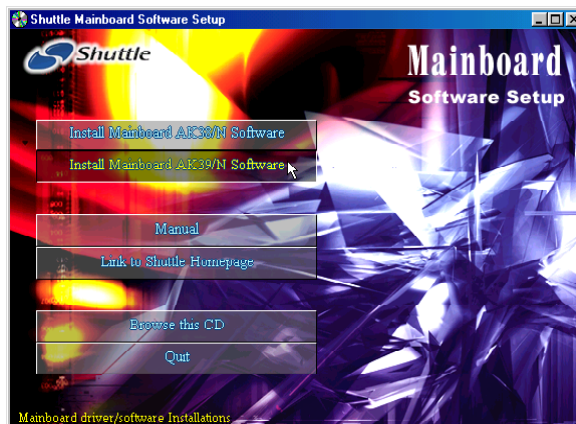 Shuttle Mainboard Software Setup
Shuttle
Mainboard
Software Setup
Install Mainboard AK38/N Software
Install Mainboard AK39/N Software
Manual
Link to Shuttle Homepage
Browse this CD
Quit
Mainboard driver/software Installations